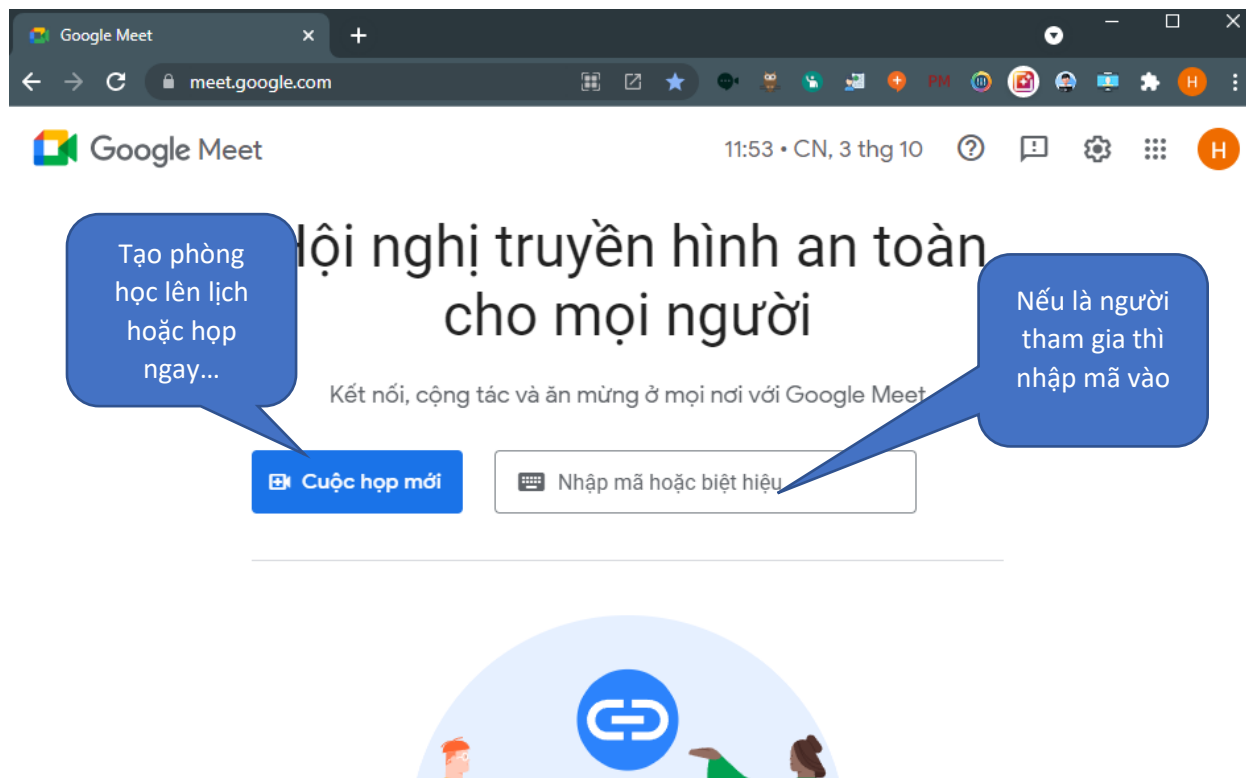 Google Meet
meet.google.com
PM
H
Google Meet
11:53 • CN, 3 thg 10
H
Hội nghị truyền hình an toàn
cho mọi người
Tạo phòng
học lên lịch
hoặc họp
ngay...
Nếu là người
tham gia thì
nhập mã vào
Kết nối, cộng tác và ăn mừng ở mọi nơi với Google Meet
Cuộc họp mới
Nhập mã hoặc biệt hiệu